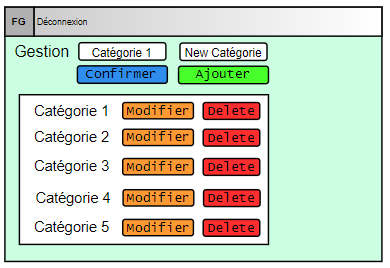 FG Déconnexion
Gestion Catégorie 1 New Catégorie
Confirmer Ajouter
Catégorie 1 Modifier Delete
Catégorie 2 Modifier Delete
Catégorie 3 Modifier Delete
Catégorie 4 Modifier Delete
Catégorie 5 Modifier Delete